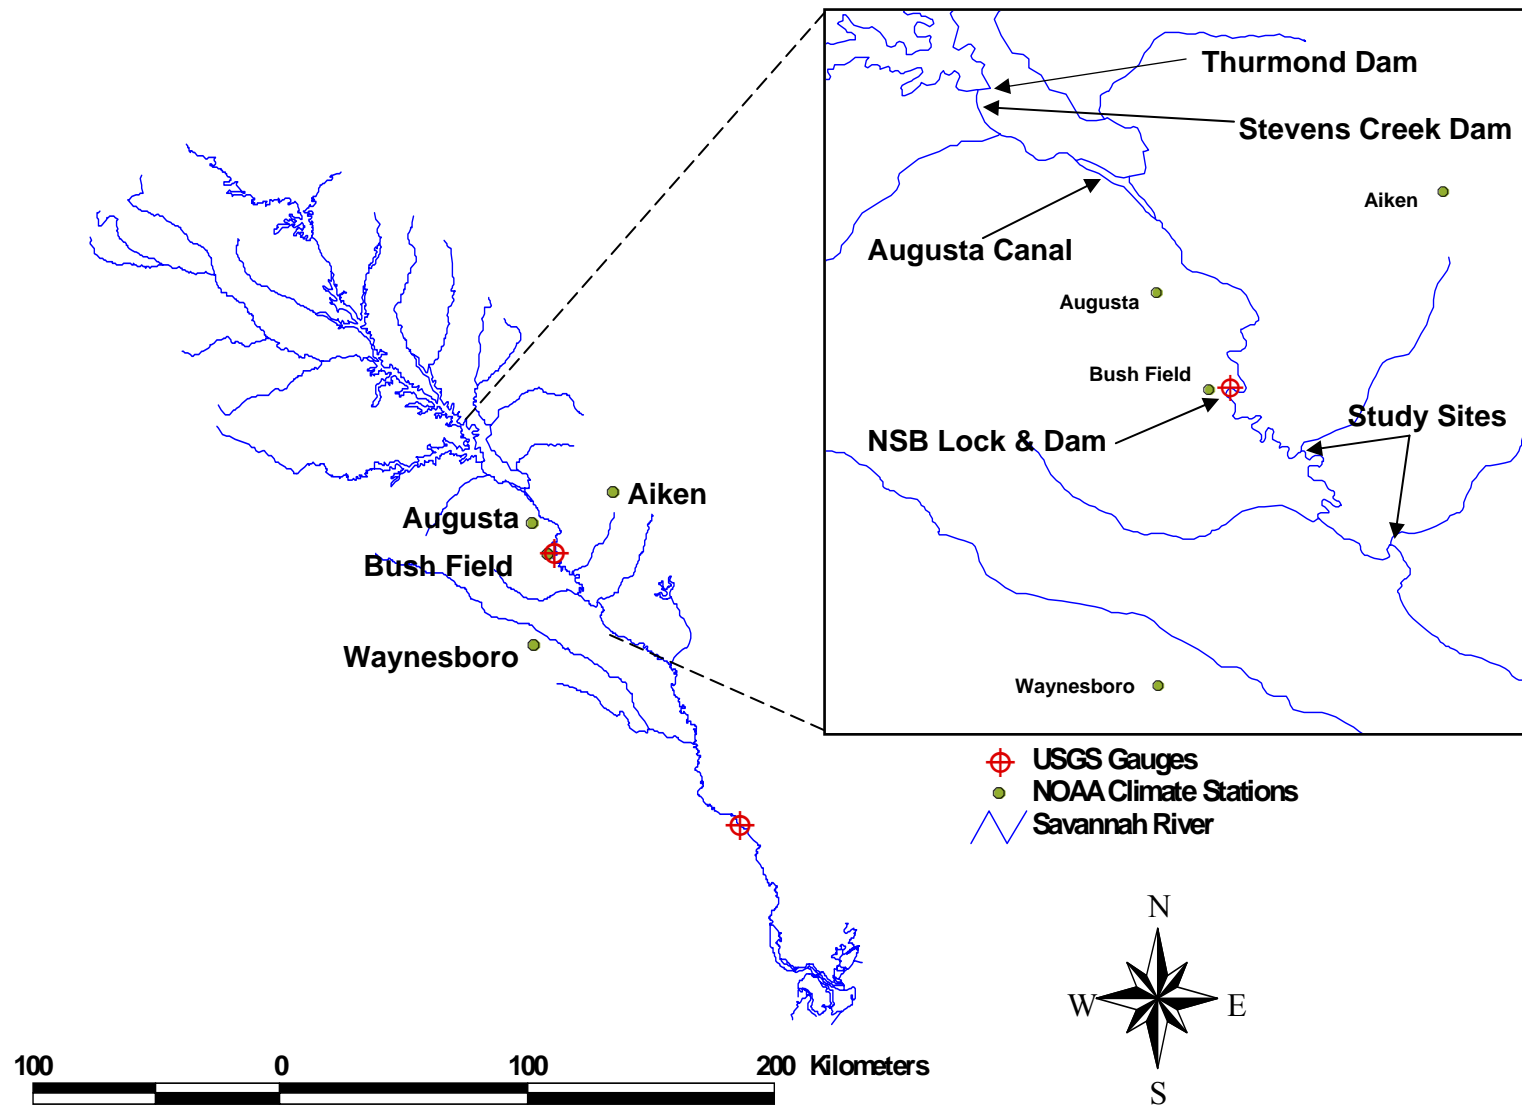 Thurmond Dam
Stevens Creek Dam
Aiken
Augusta Canal
Augusta
Bush Field
NSB Lock & Dam
Study Sites
Waynesboro
Aiken
Augusta
Bush Field
Waynesboro
USGS Gauges
NOAA Climate Stations
Savannah River
N
W E
S
100 0 100 200 Kilometers